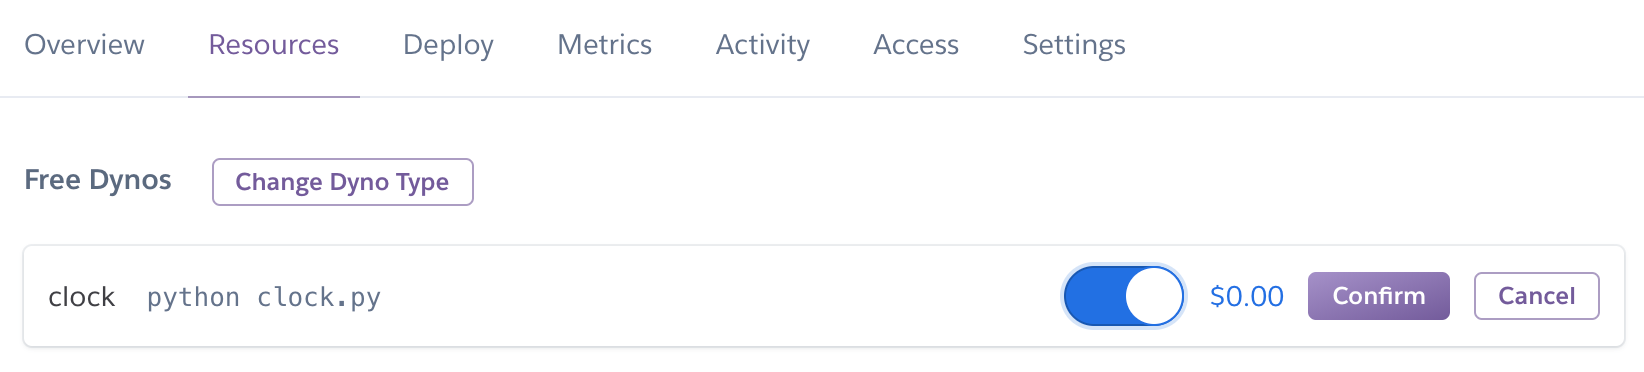 Overview Resources Deploy Metrics Activity Access Settings
Free Dynos Change Dyno Type
clock python clock.py $0.00 Confirm Cancel